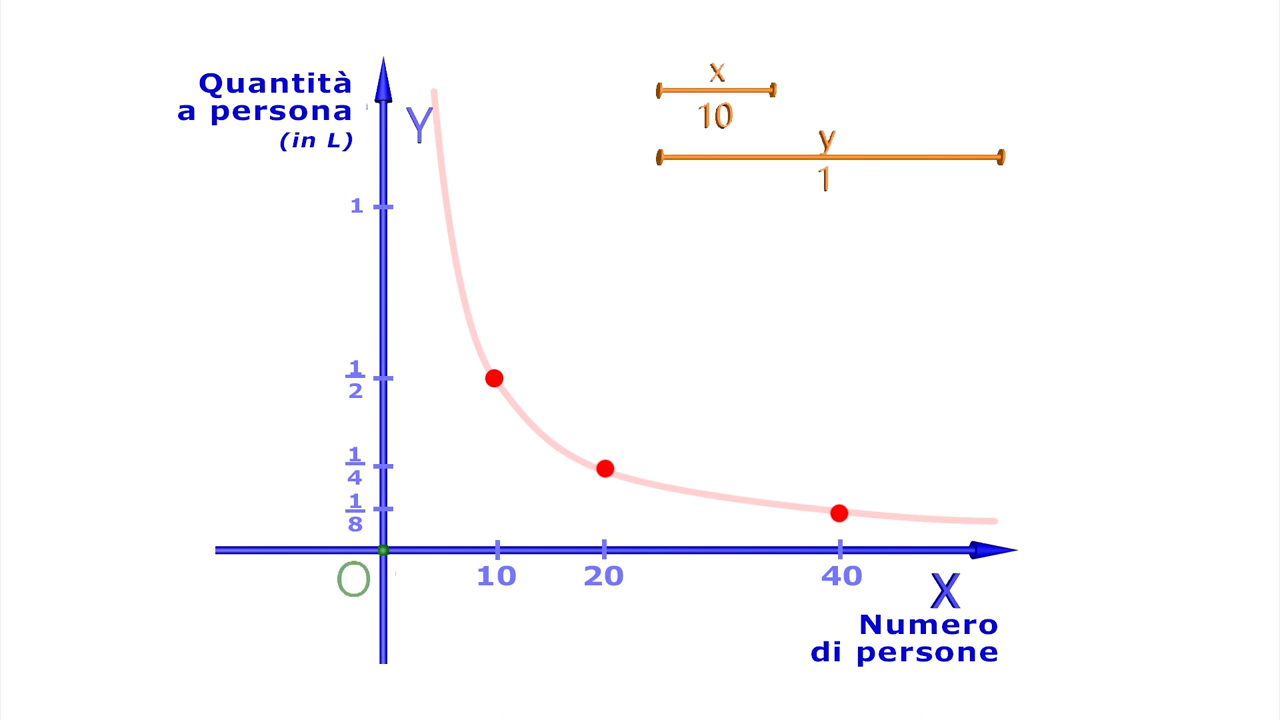 Quantità
a persona
(in L)
Y
x
10
y
1
1
1
2
1
4
1
8
O
10
20
40
X
Numero
di persone